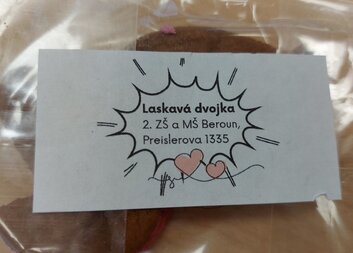 Laskavá dvojka
2. ZŠ a MŠ Beroun,
Preislerova 1335